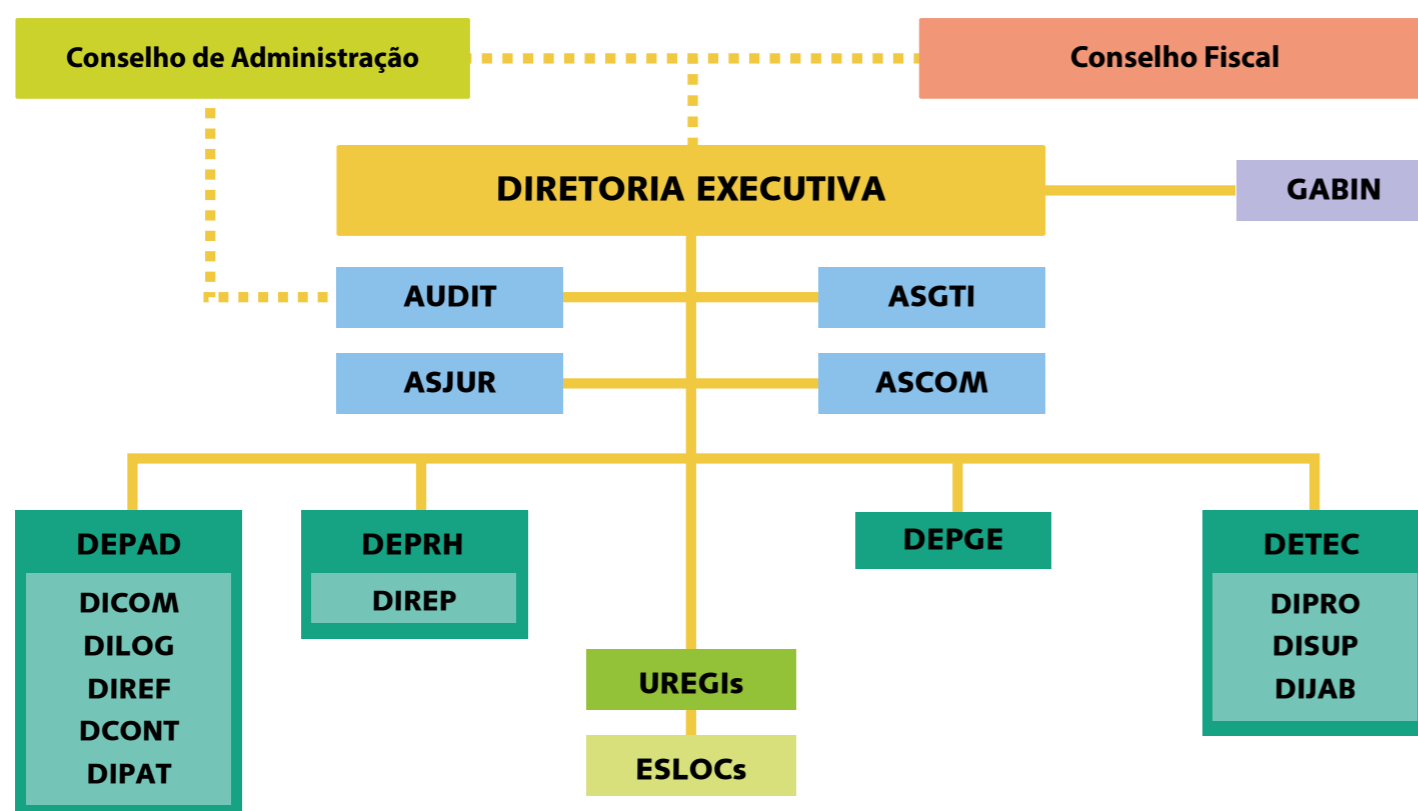 Conselho de Administração
Conselho Fiscal
DIRETORIA EXECUTIVA
GABIN
AUDIT
ASGTI
ASJUR
ASCOM
DEPAD
DICOM
DILOG
DIREF
DCONT
DIPAT
DEPRH
DIREP
DEPGE
DETEC
DIPRO
DISUP
DIJAB
UREGIs
ESLOCs